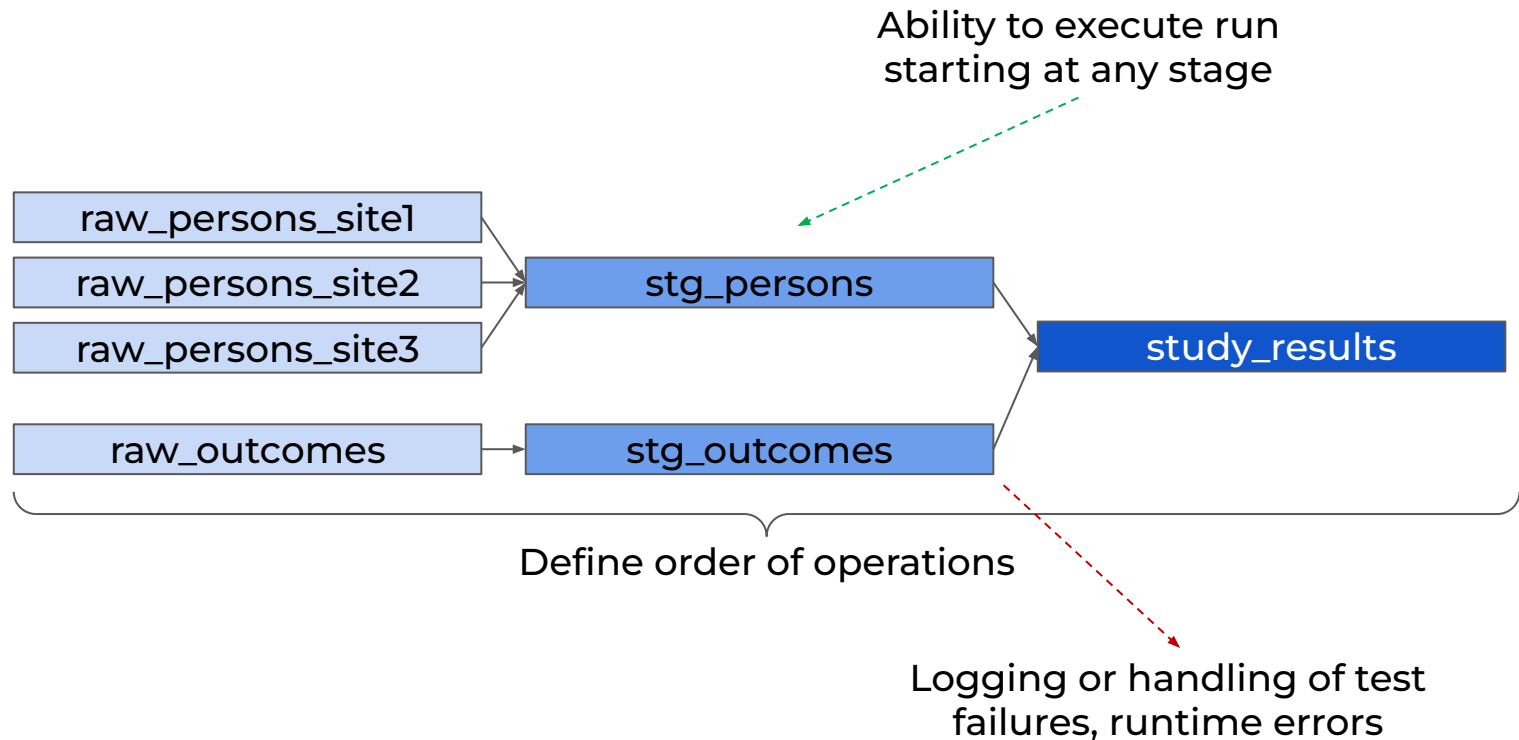 Ability to execute run
starting at any stage
raw_persons_site1
raw_persons_site2
stg_persons
raw_persons_site3
study_results
raw_outcomes
stg_outcomes
Define order of operations
Logging or handling of test
failures, runtime errors